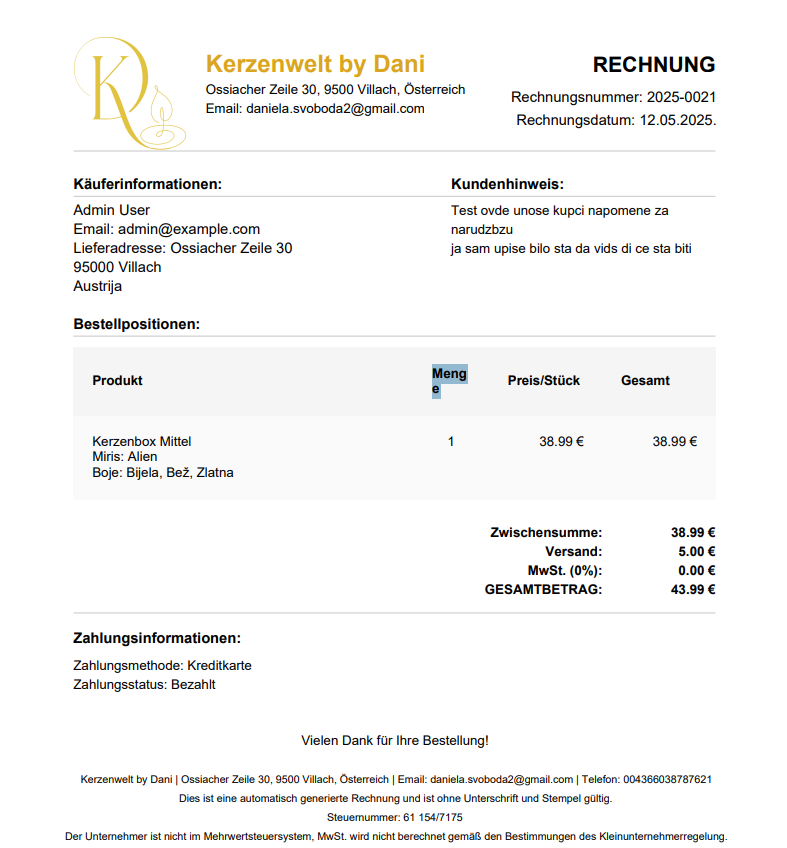 KR
Kerzenwelt by Dani
Ossiacher Zeile 30, 9500 Villach, Österreich
Email: daniela.svoboda2@gmail.com
RECHNUNG
Rechnungsnummer: 2025-0021
Rechnungsdatum: 12.05.2025.
Käuferinformationen:
Admin User
Email: admin@example.com
Lieferadresse: Ossiacher Zeile 30
95000 Villach
Austrija
Kundenhinweis:
Test ovde unose kupci napomene za
narudzbzu
ja sam upise bilo sta da vids di ce sta biti
Bestellpositionen:
Produkt
Meng
e
Preis/Stück
Gesamt
Kerzenbox Mittel
Miris: Alien
Boje: Bijela, Bež, Zlatna
1
38.99 €
38.99 €
Zwischensumme: 38.99 €
Versand: 5.00 €
MwSt. (0%): 0.00 €
GESAMTBETRAG: 43.99 €
Zahlungsinformationen:
Zahlungsmethode: Kreditkarte
Zahlungsstatus: Bezahlt
Vielen Dank für Ihre Bestellung!
Kerzenwelt by Dani | Ossiacher Zeile 30, 9500 Villach, Österreich | Email: daniela.svoboda2@gmail.com | Telefon: 004366038787621
Dies ist eine automatisch generierte Rechnung und ist ohne Unterschrift und Stempel gültig.
Steuernummer: 61 154/7175
Der Unternehmer ist nicht im Mehrwertsteuersystem, MwSt. wird nicht berechnet gemäß den Bestimmungen des Kleinunternehmerregelung.